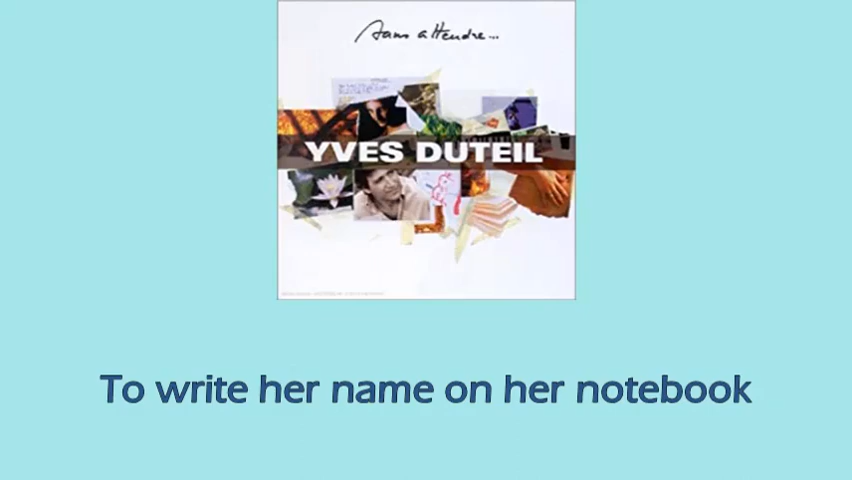 Sans attendre...
YVES DUTEIL
To write her name on her notebook